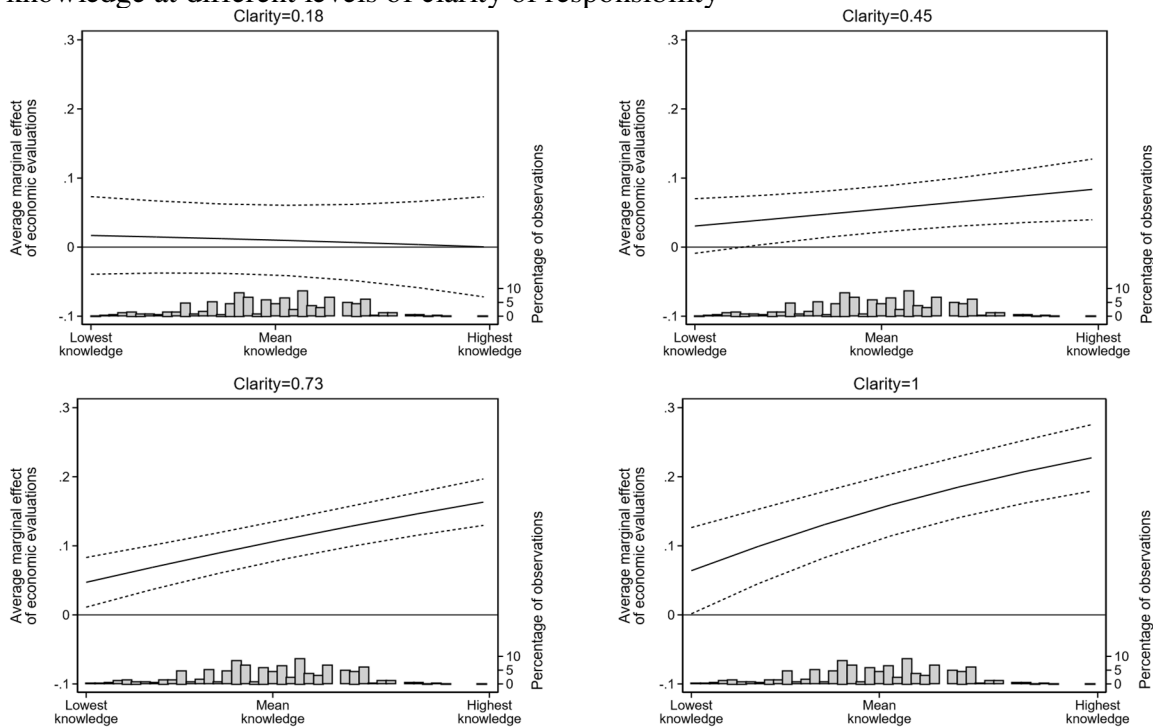 knowledge at different levels of clarity of responsibility
Clarity=0.18
.3
.2
.1
0
-.1
Average marginal effect
of economic evaluations
10
5
0
Percentage of observations
Lowest
knowledge
Mean
knowledge
Highest
knowledge
Clarity=0.45
.3
.2
.1
0
-.1
Average marginal effect
of economic evaluations
10
5
0
Percentage of observations
Lowest
knowledge
Mean
knowledge
Highest
knowledge
Clarity=0.73
.3
.2
.1
0
-.1
Average marginal effect
of economic evaluations
10
5
0
Percentage of observations
Lowest
knowledge
Mean
knowledge
Highest
knowledge
Clarity=1
.3
.2
.1
0
-.1
Average marginal effect
of economic evaluations
10
5
0
Percentage of observations
Lowest
knowledge
Mean
knowledge
Highest
knowledge